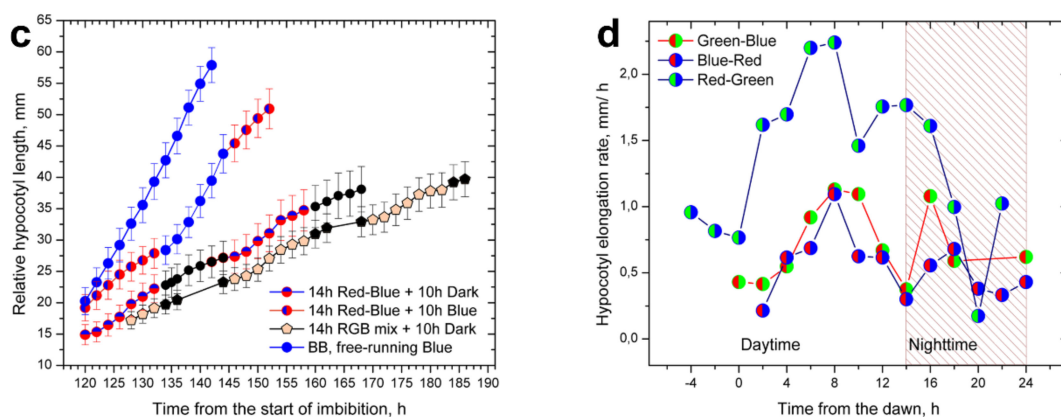 c
Relative hypocotyl length, mm
65
60
55
50
45
40
35
30
25
20
15
10
14h Red-Blue + 10h Dark
14h Red-Blue + 10h Blue
14h RGB mix + 10h Dark
BB, free-running Blue
115 120 125 130 135 140 145 150 155 160 165 170 175 180 185 190
Time from the start of imbibition, h
d
Hypocotyl elongation rate, mm/ h
2,0
1,5
1,0
0,5
0,0
Green-Blue
Blue-Red
Red-Green
Daytime
Nighttime
-4 0 4 8 12 16 20 24
Time from the dawn, h